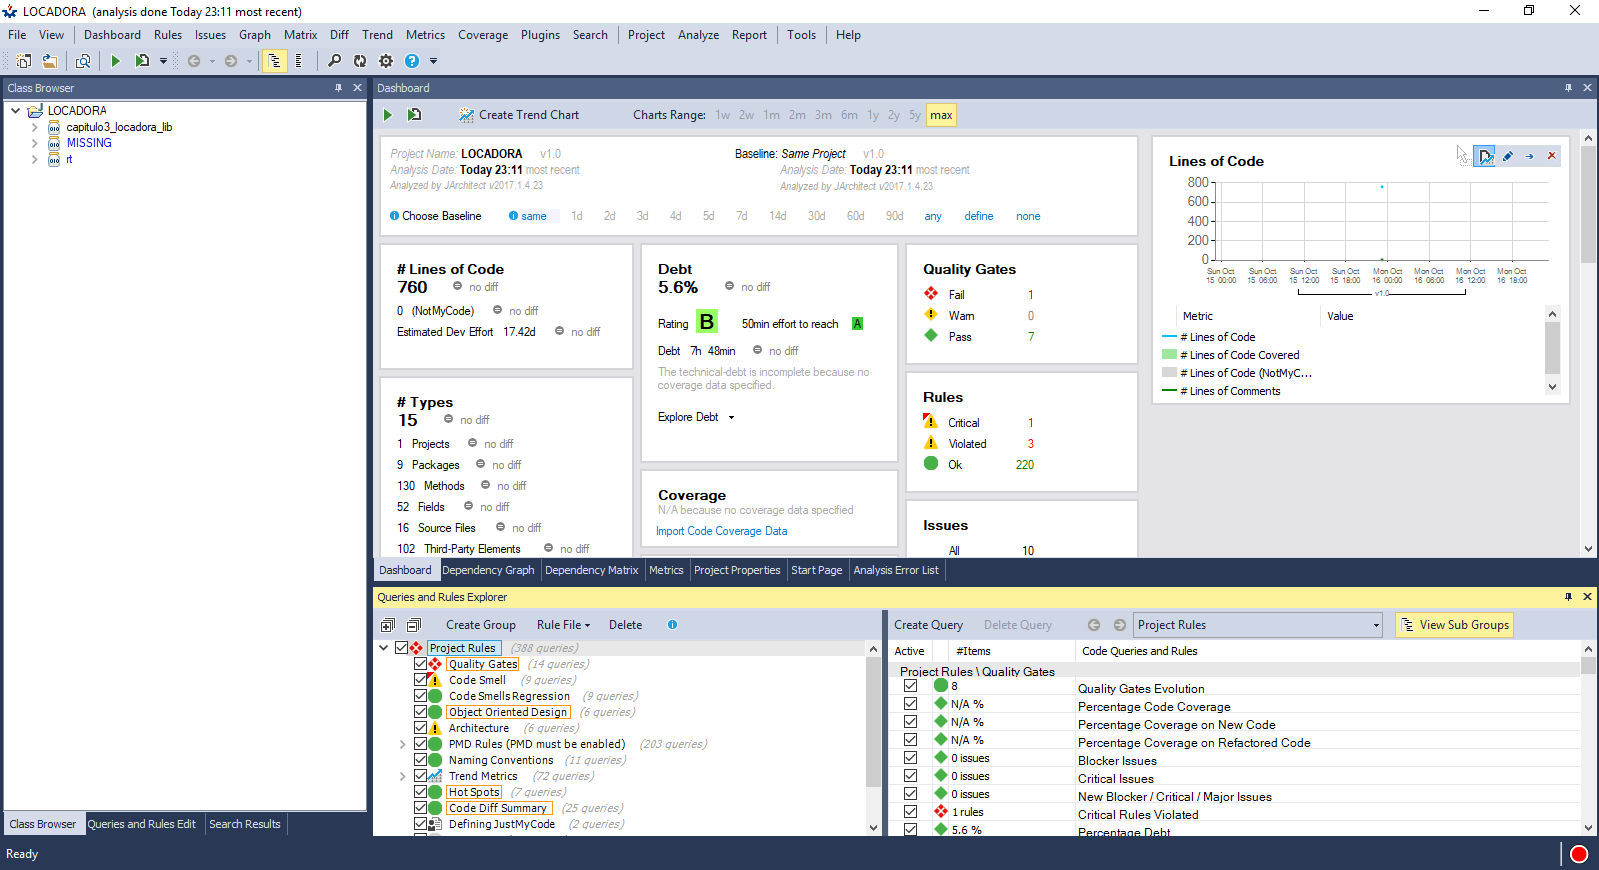 LOCADORA (analysis done Today 23:11 most recent)
File View Dashboard Rules Issues Graph Matrix Diff Trend Metrics Coverage Plugins Search Project Analyze Report Tools Help
Class Browser
LOCADORA
capitulo3_locadora_lib
MISSING
rt
Class Browser Queries and Rules Edit Search Results
Dashboard
Create Trend Chart Charts Range: 1w 2w 1m 2m 3m 6m 1y 2y 5y max
Project Name: LOCADORA v1.0
Analysis Date: Today 23:11 most recent
Analyzed by JArchitect v2017.1.4.23
Baseline: Same Project v1.0
Analysis Date: Today 23:11 most recent
Analyzed by JArchitect v2017.1.4.23
Choose Baseline same 1d 2d 3d 4d 5d 7d 14d 30d 60d 90d any define none
# Lines of Code
760 no diff
0 (NotMyCode) no diff
Estimated Dev Effort 17.42d no diff
# Types
15 no diff
1 Projects no diff
9 Packages no diff
130 Methods no diff
52 Fields no diff
16 Source Files no diff
102 Third-Party Elements no diff
Debt
5.6% no diff
Rating B 50min effort to reach A
Debt 7h 48min no diff
The technical-debt is incomplete because no
coverage data specified.
Explore Debt
Coverage
N/A because no coverage data specified
Import Code Coverage Data
Quality Gates
Fail 1
Warn 0
Pass 7
Rules
Critical 1
Violated 3
Ok 220
Issues
All 10
Lines of Code
800
600
400
200
0
Sun Oct Sun Oct Sun Oct Sun Oct Mon Oct Mon Oct Mon Oct Mon Oct
15 00:00 15 06:00 15 12:00 15 18:00 16 00:00 16 06:00 16 12:00 16 18:00
v1.0
Metric Value
# Lines of Code
# Lines of Code Covered
# Lines of Code (NotMyC...
# Lines of Comments
Dashboard Dependency Graph Dependency Matrix Metrics Project Properties Start Page Analysis Error List
Queries and Rules Explorer
Create Group Rule File Delete
Project Rules (388 queries)
Quality Gates (14 queries)
Code Smell (9 queries)
Code Smells Regression (9 queries)
Object Oriented Design (6 queries)
Architecture (6 queries)
PMD Rules (PMD must be enabled) (203 queries)
Naming Conventions (11 queries)
Trend Metrics (72 queries)
Hot Spots (7 queries)
Code Diff Summary (25 queries)
Defining JustMyCode (2 queries)
Create Query Delete Query Project Rules View Sub Groups
Active #Items Code Queries and Rules
Project Rules \ Quality Gates
8 Quality Gates Evolution
N/A % Percentage Code Coverage
N/A % Percentage Coverage on New Code
N/A % Percentage Coverage on Refactored Code
0 issues Blocker Issues
0 issues Critical Issues
0 issues New Blocker / Critical / Major Issues
1 rules Critical Rules Violated
5.6 % Percentage Debt
Ready